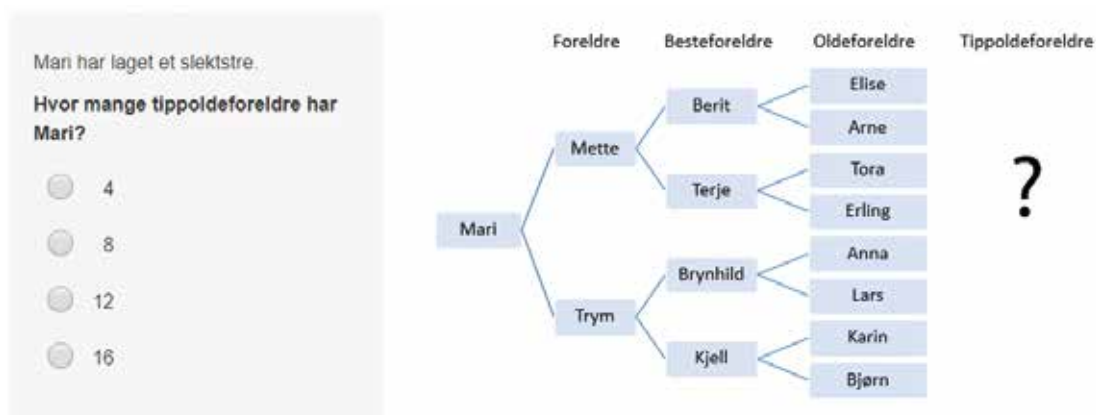 Mari har laget et slektstre.
Hvor mange tippoldeforeldre har
Mari?
4
8
12
16
Foreldre Besteforeldre Oldeforeldre Tippoldeforeldre
Elise
Berit
Arne
Mette
Tora
Terje
Erling
?
Mari
Anna
Brynhild
Lars
Trym
Karin
Kjell
Bjørn